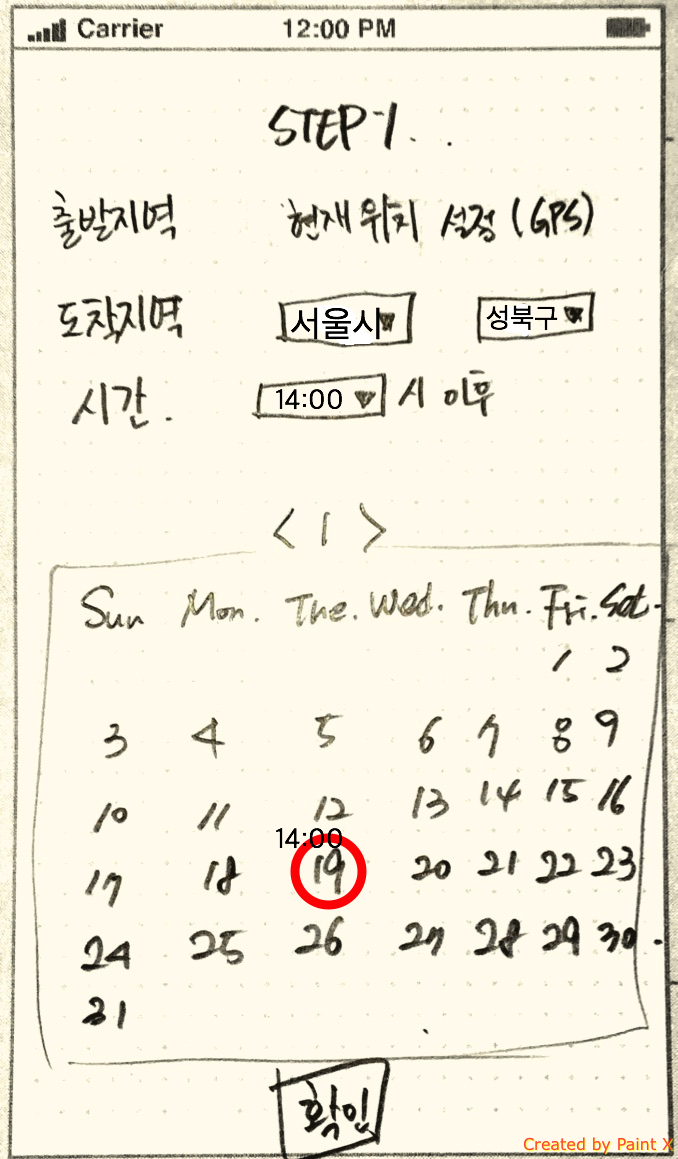 Carrier 12:00 PM
STEP-1. .
출발지역 현재위치 설정 (GPS)
도착지역 서울시 성북구
시간. 14:00 시 이후
< 1 >
Sun Mon. Tue. Wed. Thu. Fri. Sat.
1 2
3 4 5 6 7 8 9
10 11 12 13 14 15 16
14:00
17 18 19 20 21 22 23
24 25 26 27 28 29 30.
31
확인
Created by Paint X